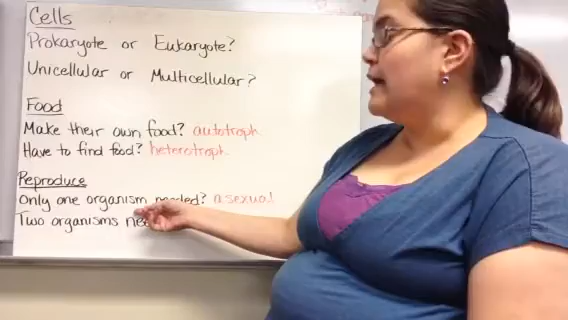 Cells
Prokaryote or Eukaryote?
Unicellular or Multicellular?
Food
Make their own food? autotroph
Have to find food? heterotroph
Reproduce
Only one organism needed? asexual
Two organisms